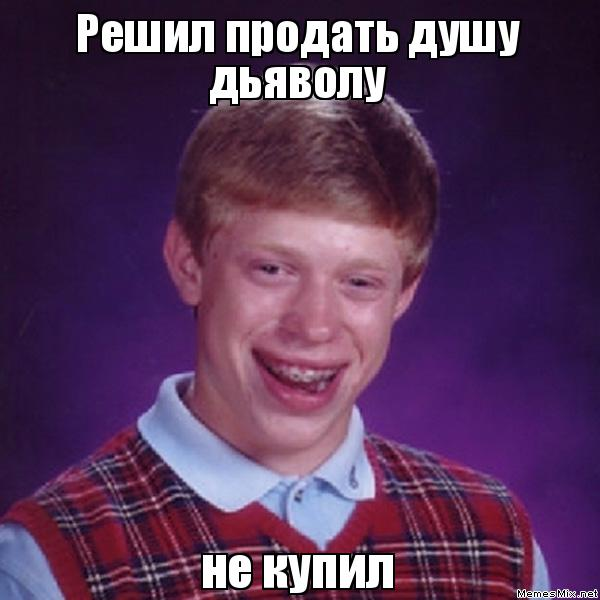 Решил продать душу
дьяволу
не купил
MemesMix.net